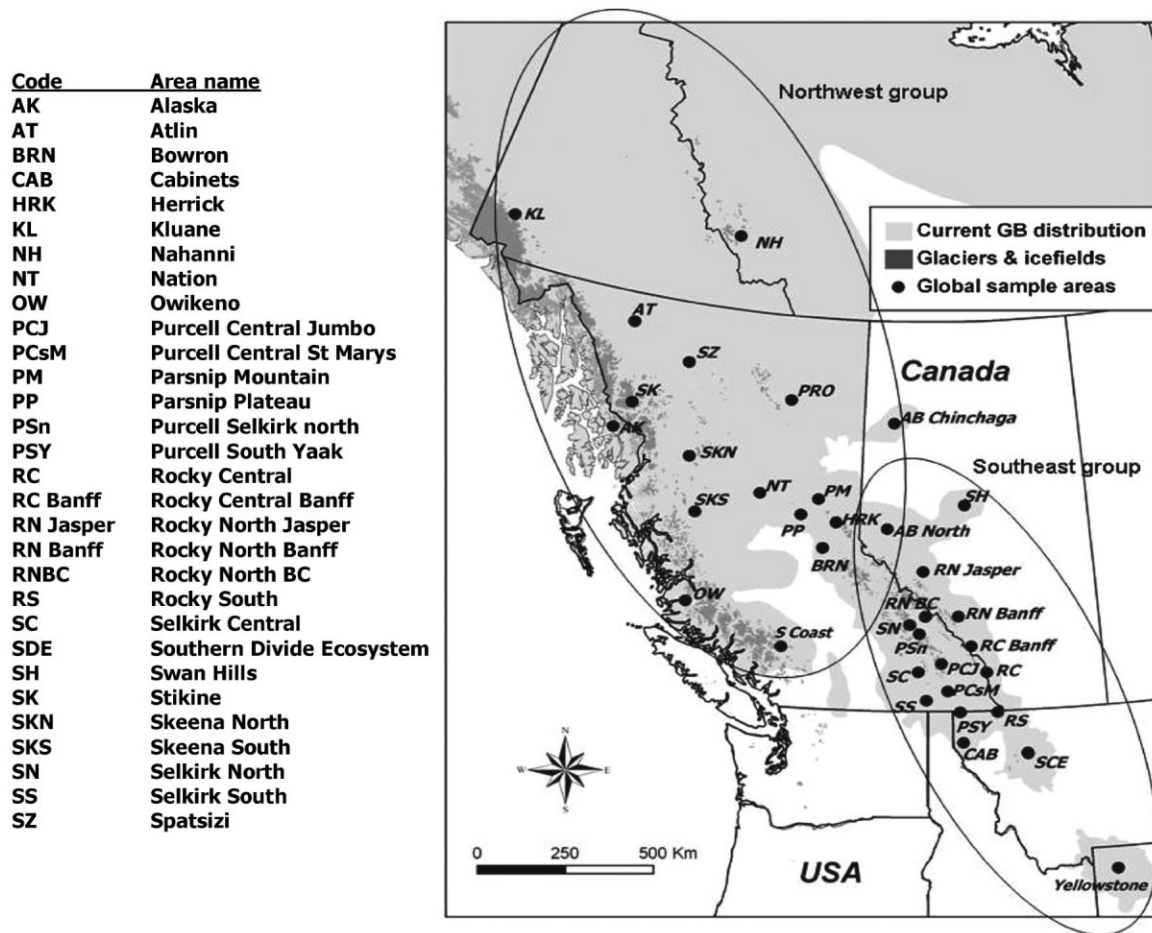 Code Area name
AK Alaska
AT Atlin
BRN Bowron
CAB Cabinets
HRK Herrick
KL Kluane
NH Nahanni
NT Nation
OW Owikeno
PCJ Purcell Central Jumbo
PCsM Purcell Central St Marys
PM Parsnip Mountain
PP Parsnip Plateau
PSn Purcell Selkirk north
PSY Purcell South Yaak
RC Rocky Central
RC Banff Rocky Central Banff
RN Jasper Rocky North Jasper
RN Banff Rocky North Banff
RNBC Rocky North BC
RS Rocky South
SC Selkirk Central
SDE Southern Divide Ecosystem
SH Swan Hills
SK Stikine
SKN Skeena North
SKS Skeena South
SN Selkirk North
SS Selkirk South
SZ Spatsizi
Northwest group
Current GB distribution
Glaciers & icefields
Global sample areas
KL
NH
AT
SZ
Canada
SK
PRO
AK
AB Chinchaga
SKN
Southeast group
NT
PM
SH
SKS
PP
HRK
AB North
BRN
RN Jasper
OW
RN BC
RN Banff
SN
S Coast
PSn
RC Banff
SC
PCJ
RC
PCsM
SS
PSY
RS
CAB
SCE
N
W E
S
0 250 500 Km
USA
Yellowstone